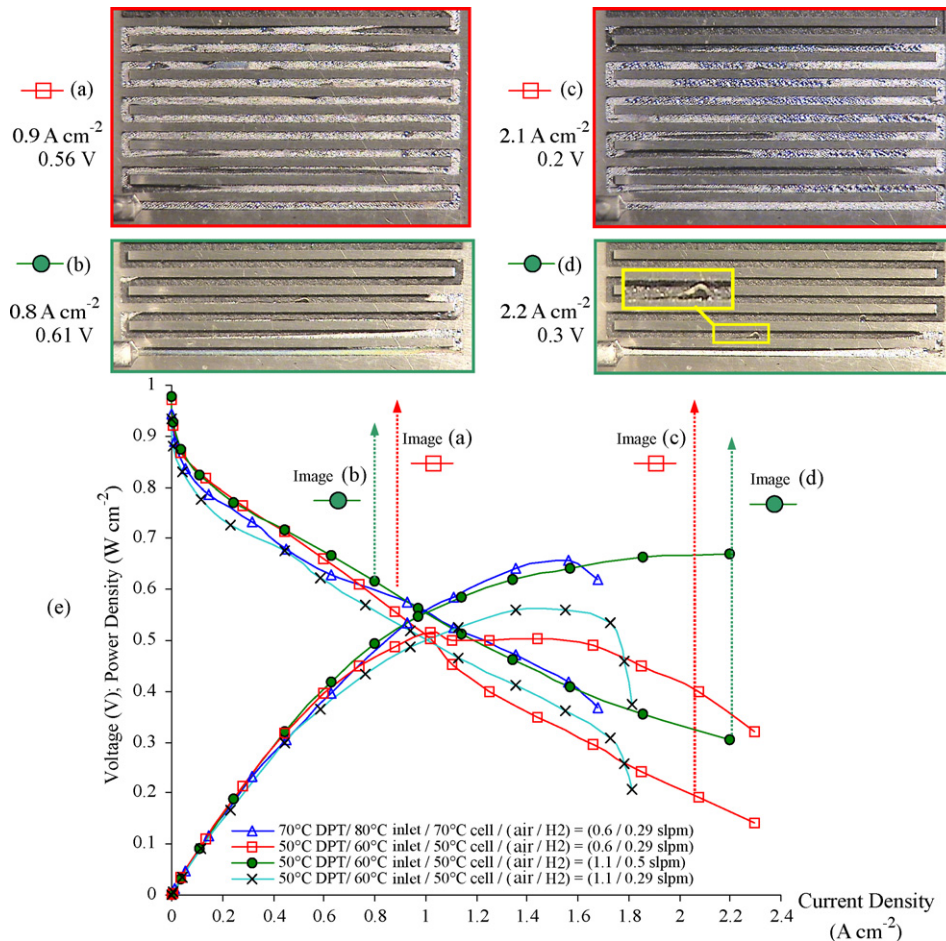 (a)
0.9 A cm-2
0.56 V
(c)
2.1 A cm-2
0.2 V
(b)
0.8 A cm-2
0.61 V
(d)
2.2 A cm-2
0.3 V
(e)
Voltage (V); Power Density (W cm-2)
1
0.9
0.8
0.7
0.6
0.5
0.4
0.3
0.2
0.1
0
Image (a)
Image (b)
Image (c)
Image (d)
70°C DPT/ 80°C inlet / 70°C cell / ( air / H2) = (0.6 / 0.29 slpm)
50°C DPT/ 60°C inlet / 50°C cell / ( air / H2) = (0.6 / 0.29 slpm)
50°C DPT/ 60°C inlet / 50°C cell / ( air / H2) = (1.1 / 0.5 slpm)
50°C DPT/ 60°C inlet / 50°C cell / ( air / H2) = (1.1 / 0.29 slpm)
0 0.2 0.4 0.6 0.8 1 1.2 1.4 1.6 1.8 2 2.2 2.4
Current Density
(A cm-2)